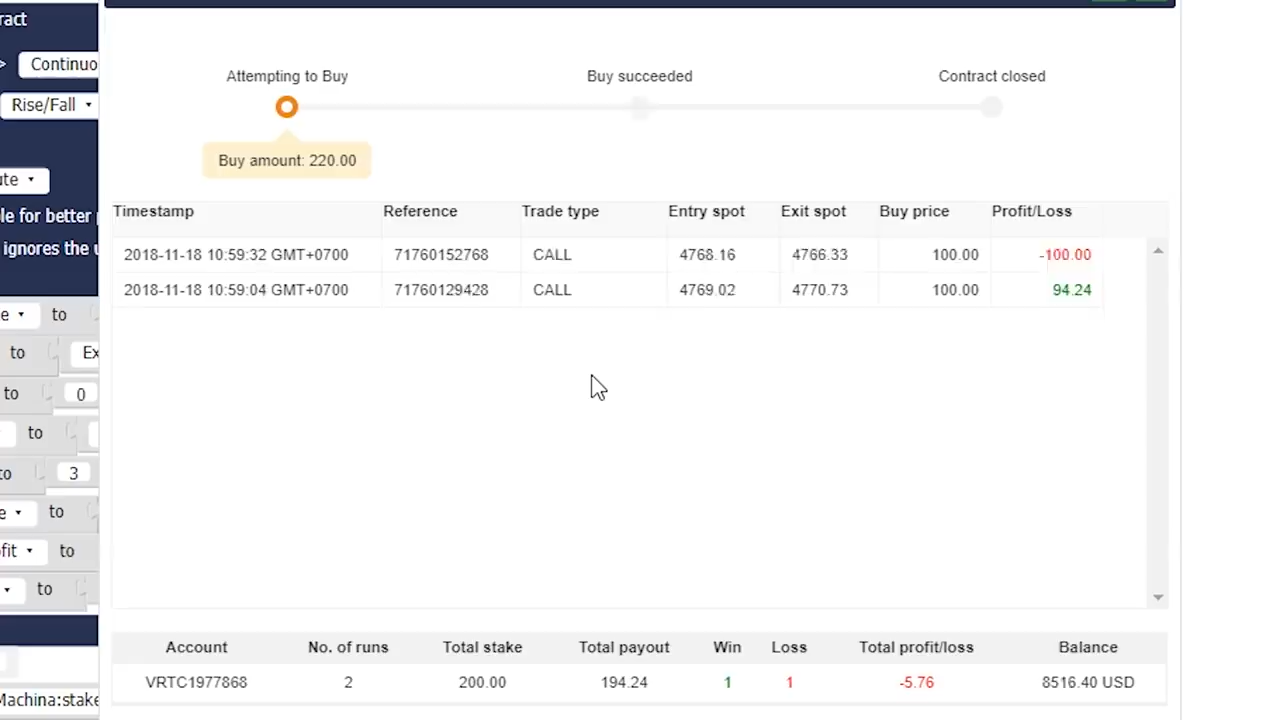 ract
> Continuo
Rise/Fall
ute
le for better
ignores the u
e to
to Ex
to 0
to
to 3
e to
fit to
to
Machina:stake
Attempting to Buy Buy succeeded Contract closed
Buy amount: 220.00
Timestamp Reference Trade type Entry spot Exit spot Buy price Profit/Loss
2018-11-18 10:59:32 GMT+0700 71760152768 CALL 4768.16 4766.33 100.00 -100.00
2018-11-18 10:59:04 GMT+0700 71760129428 CALL 4769.02 4770.73 100.00 94.24
Account No. of runs Total stake Total payout Win Loss Total profit/loss Balance
VRTC1977868 2 200.00 194.24 1 1 -5.76 8516.40 USD